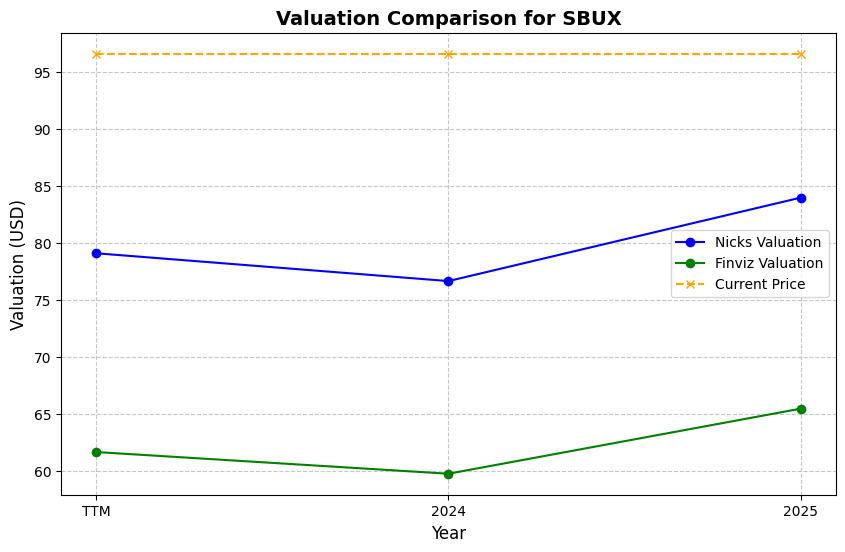 Valuation Comparison for SBUX
Valuation (USD)
95
90
85
80
75
70
65
60
Nicks Valuation
Finviz Valuation
Current Price
TTM 2024 2025
Year